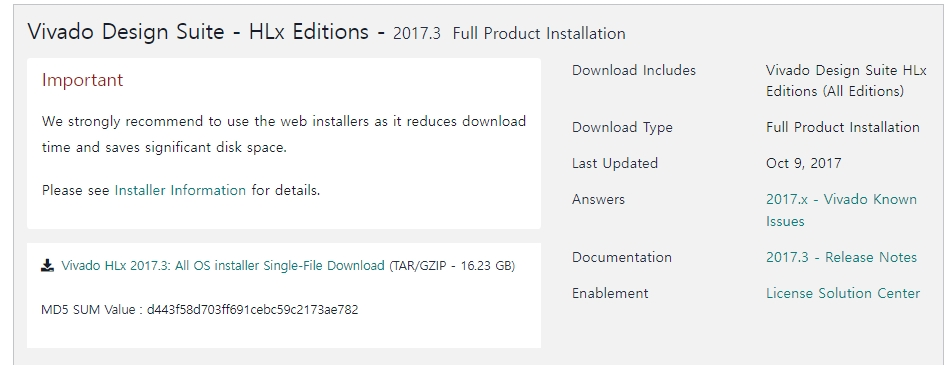 Vivado Design Suite - HLx Editions - 2017.3 Full Product Installation
Important
We strongly recommend to use the web installers as it reduces download
time and saves significant disk space.
Please see Installer Information for details.
Vivado HLx 2017.3: All OS installer Single-File Download (TAR/GZIP - 16.23 GB)
MD5 SUM Value : d443f58d703ff691cebc59c2173ae782
Download Includes
Vivado Design Suite HLx
Editions (All Editions)
Download Type
Full Product Installation
Last Updated
Oct 9, 2017
Answers
2017.x - Vivado Known
Issues
Documentation
2017.3 - Release Notes
Enablement
License Solution Center